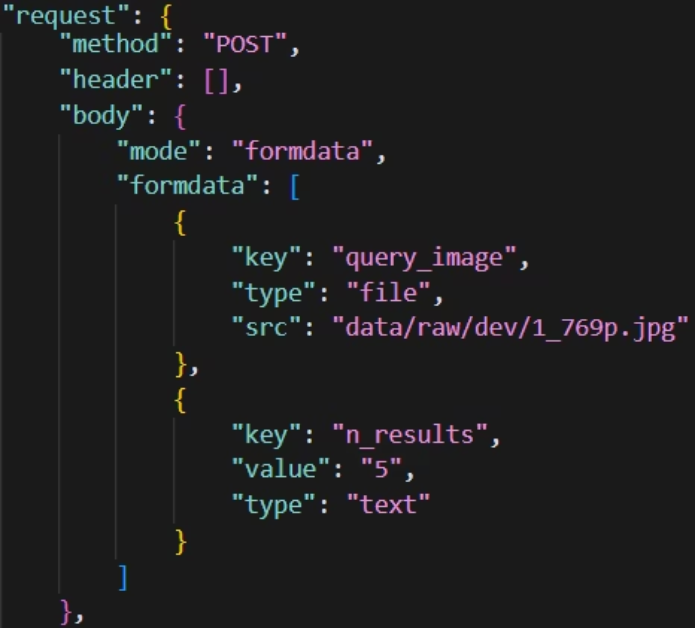 "request": {
    "method": "POST",
    "header": [],
    "body": {
        "mode": "formdata",
        "formdata": [
            {
                "key": "query_image",
                "type": "file",
                "src": "data/raw/dev/1_769p.jpg"
            },
            {
                "key": "n_results",
                "value": "5",
                "type": "text"
            }
        ]
    },